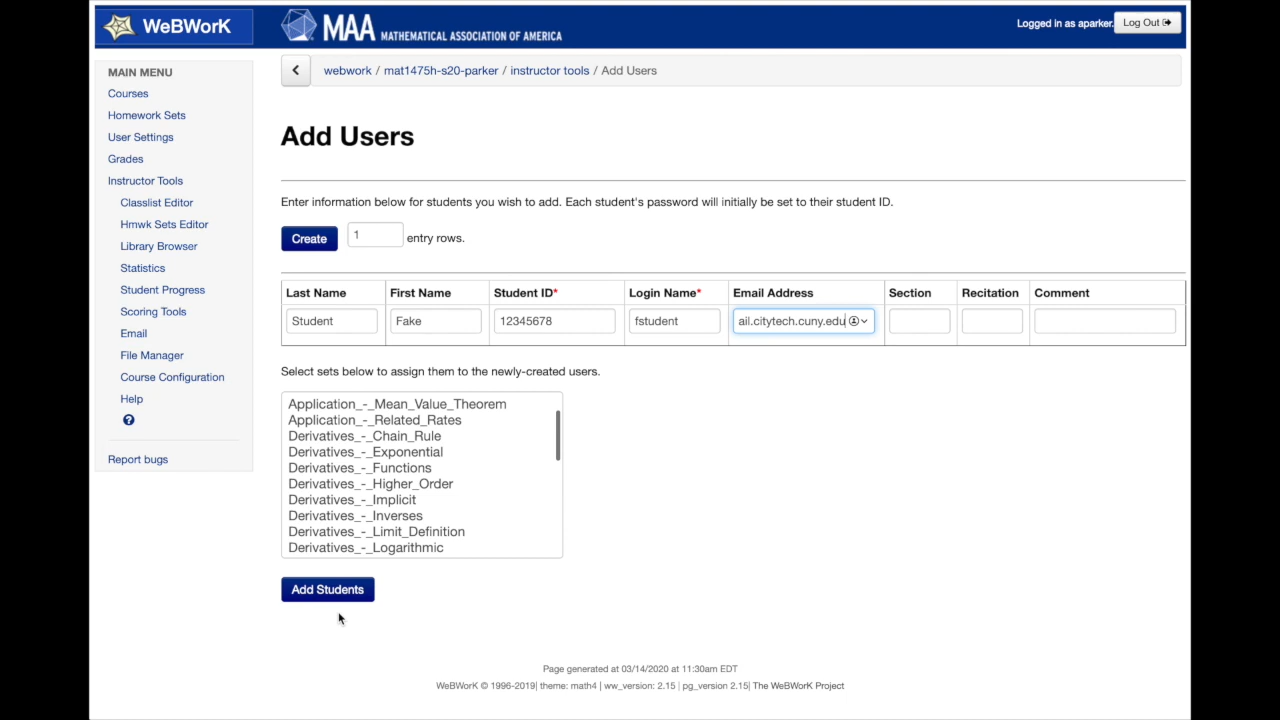 WeBWorK
MAA MATHEMATICAL ASSOCIATION OF AMERICA
Logged in as aparker.
Log Out
MAIN MENU
Courses
Homework Sets
User Settings
Grades
Instructor Tools
Classlist Editor
Hmwk Sets Editor
Library Browser
Statistics
Student Progress
Scoring Tools
Email
File Manager
Course Configuration
Help
Report bugs
webwork / mat1475h-s20-parker / instructor tools / Add Users
Add Users
Enter information below for students you wish to add. Each student's password will initially be set to their student ID.
Create 1 entry rows.
Last Name First Name Student ID* Login Name* Email Address Section Recitation Comment
Student Fake 12345678 fstudent ail.citytech.cuny.edu
Select sets below to assign them to the newly-created users.
Application_-_Mean_Value_Theorem
Application_-_Related_Rates
Derivatives_-_Chain_Rule
Derivatives_-_Exponential
Derivatives_-_Functions
Derivatives_-_Higher_Order
Derivatives_-_Implicit
Derivatives_-_Inverses
Derivatives_-_Limit_Definition
Derivatives_-_Logarithmic
Add Students
Page generated at 03/14/2020 at 11:30am EDT
WeBWorK © 1996-2019| theme: math4 | ww_version: 2.15 | pg_version 2.15| The WeBWorK Project